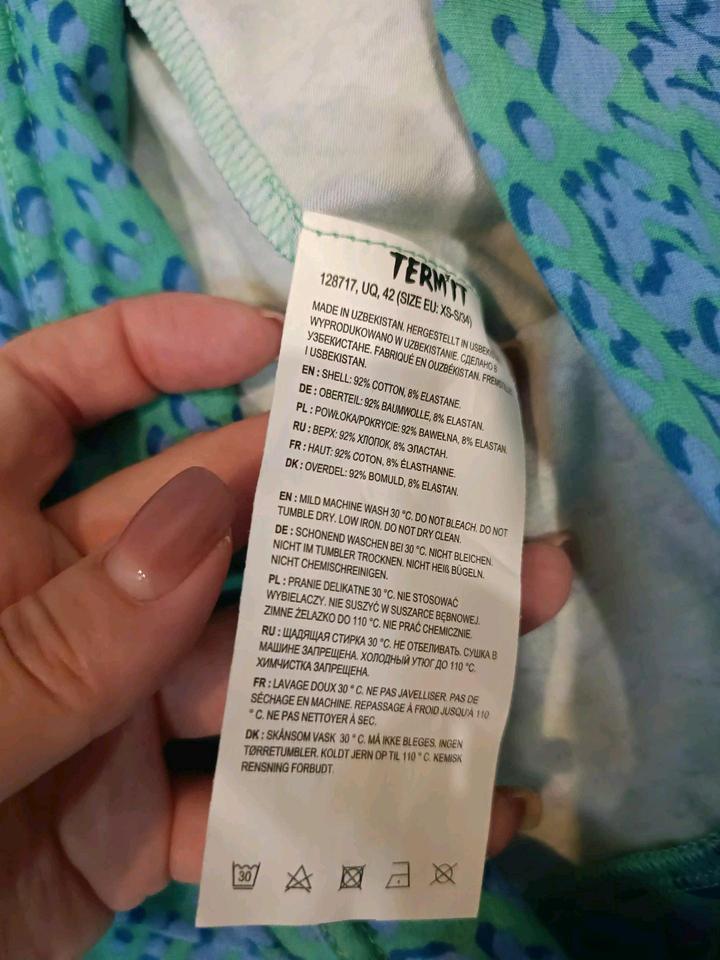 TERMIT
128717, UQ, 42 (SIZE EU: XS-S/34)
MADE IN UZBEKISTAN. HERGESTELLT IN
WYPRODUKOWANO W UZBEKISTANIE. СДЕЛАНО В
УЗБЕКИСТАНЕ. FABRIQUÉ EN OUZBÉKISTAN.
I USBEKISTAN.
EN : SHELL: 92% COTTON, 8% ELASTANE.
DE : OBERTEIL: 92% BAUMWOLLE, 8% ELASTAN.
PL : POWŁOKA/POKRYCIE: 92% BAWEŁNA, 8% ELASTAN.
RU : ВЕРХ: 92% ХЛОПОК, 8% ЭЛАСТАН.
FR : HAUT: 92% COTON, 8% ÉLASTHANNE.
DK : OVERDEL: 92% BOMULD, 8% ELASTAN.
EN : MILD MACHINE WASH 30 °C. DO NOT BLEACH. DO NOT
TUMBLE DRY. LOW IRON. DO NOT DRY CLEAN.
DE : SCHONEND WASCHEN BEI 30 °C. NICHT BLEICHEN.
NICHT IM TUMBLER TROCKNEN. NICHT HEIß BÜGELN.
NICHT CHEMISCHREINIGEN.
PL : PRANIE DELIKATNE 30 °C. NIE STOSOWAĆ
WYBIELACZY. NIE SUSZYĆ W SUSZARCE BĘBNOWEJ.
ZIMNE ŻELAZKO DO 110 °C. NIE PRAĆ CHEMICZNIE.
RU : ЩАДЯЩАЯ СТИРКА 30 °C. НЕ ОТБЕЛИВАТЬ. СУШКА В
МАШИНЕ ЗАПРЕЩЕНА. ХОЛОДНЫЙ УТЮГ ДО 110 °C.
ХИМЧИСТКА ЗАПРЕЩЕНА.
FR : LAVAGE DOUX 30 °C. NE PAS JAVELLISER. PAS DE
SÉCHAGE EN MACHINE. REPASSAGE À FROID JUSQU'À 110
°C. NE PAS NETTOYER À SEC.
DK : SKÅNSOM VASK 30 °C. MÅ IKKE BLEGES. INGEN
TØRRETUMBLER. KOLDT JERN OP TIL 110 °C. KEMISK
RENSNING FORBUDT.
30